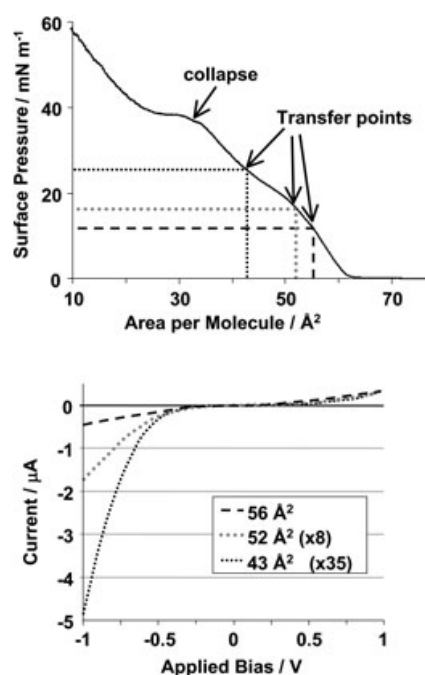 Surface Pressure / mN m⁻¹
60
40
20
0
collapse
Transfer points
10
30
50
70
Area per Molecule / Å²
Current / μA
0
-1
-2
-3
-4
-5
56 Å²
52 Å² (x8)
43 Å² (x35)
-1
-0.5
0
0.5
1
Applied Bias / V